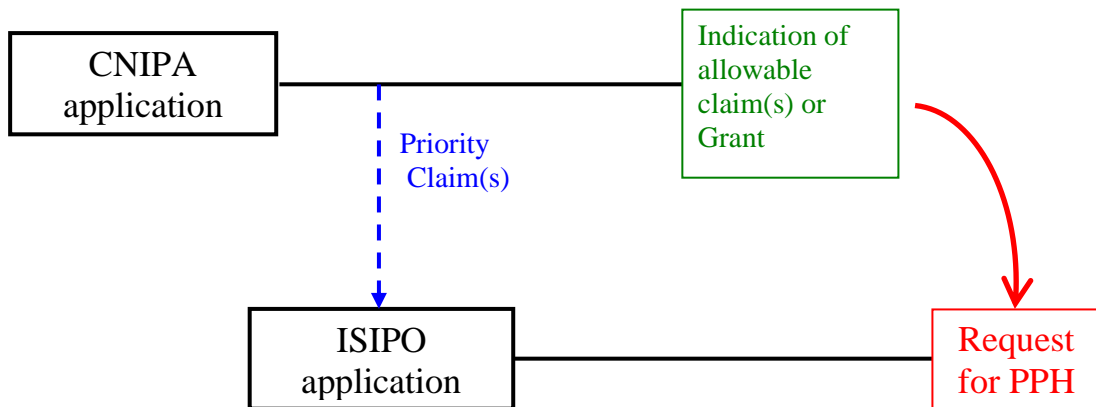 CNIPA
application
Indication of
allowable
claim(s) or
Grant
Priority
Claim(s)
ISIPO
application
Request
for PPH